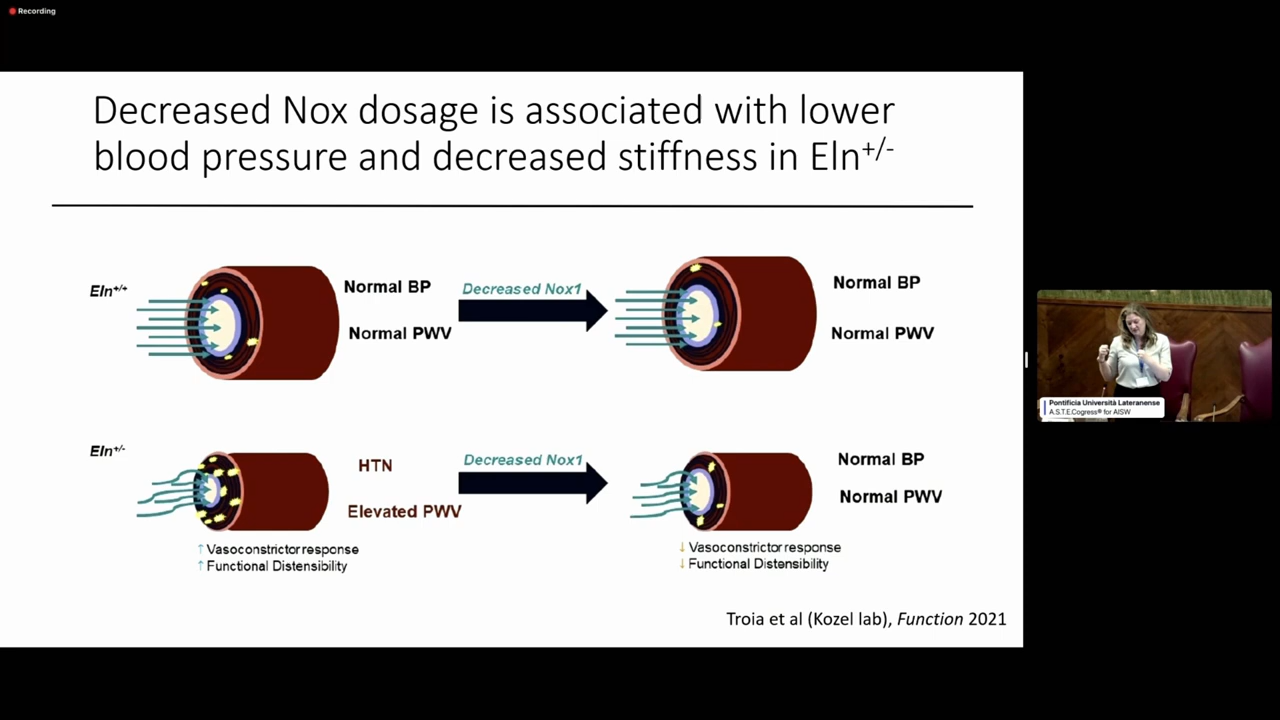 Recording
Decreased Nox dosage is associated with lower
blood pressure and decreased stiffness in Eln+/-
Eln+/+
Normal BP
Normal PWV
Decreased Nox1
Normal BP
Normal PWV
Eln+/-
HTN
Elevated PWV
↑ Vasoconstrictor response
↑ Functional Distensibility
Decreased Nox1
Normal BP
Normal PWV
↓ Vasoconstrictor response
↓ Functional Distensibility
Troia et al (Kozel lab), Function 2021
Pontificia Università Lateranense
A.S.T.E.Cogress® for AISW